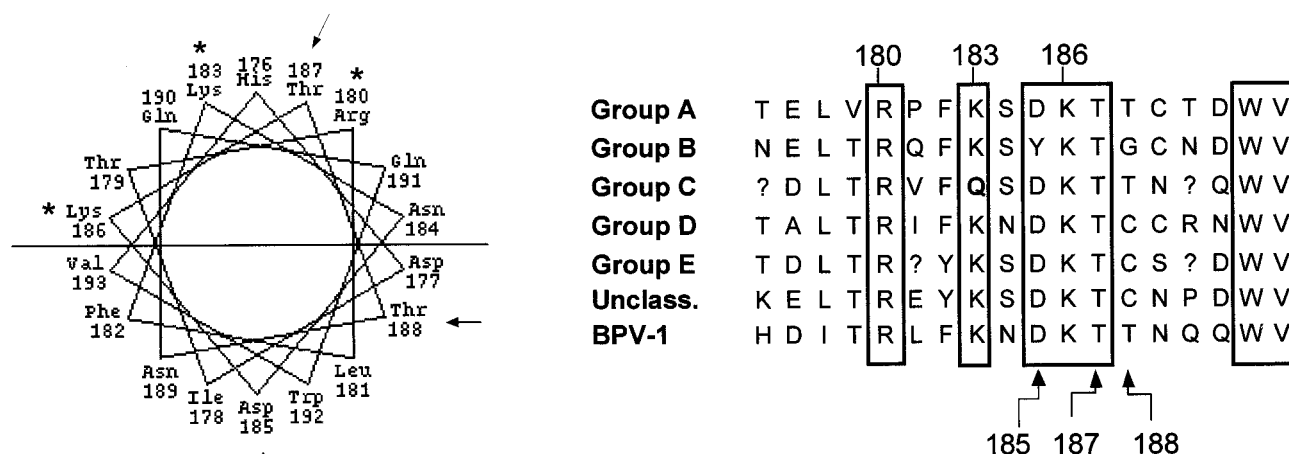 *
183
Lys
176
His
187
Thr
*
180
Arg
190
Gln
Gln
191
Thr
179
* Lys
186
Asn
184
Val
193
Asp
177
Phe
182
Thr
188
Asn
189
Leu
181
Ile
178
Trp
192
Asp
185
180 183 186
Group A T E L V R P F K S D K T T C T D W V
Group B N E L T R Q F K S Y K T G C N D W V
Group C ? D L T R V F Q S D K T T N ? Q W V
Group D T A L T R I F K N D K T C C R N W V
Group E T D L T R ? Y K S D K T C S ? D W V
Unclass. K E L T R E Y K S D K T C N P D W V
BPV-1 H D I T R L F K N D K T T N Q Q W V
185 187 188